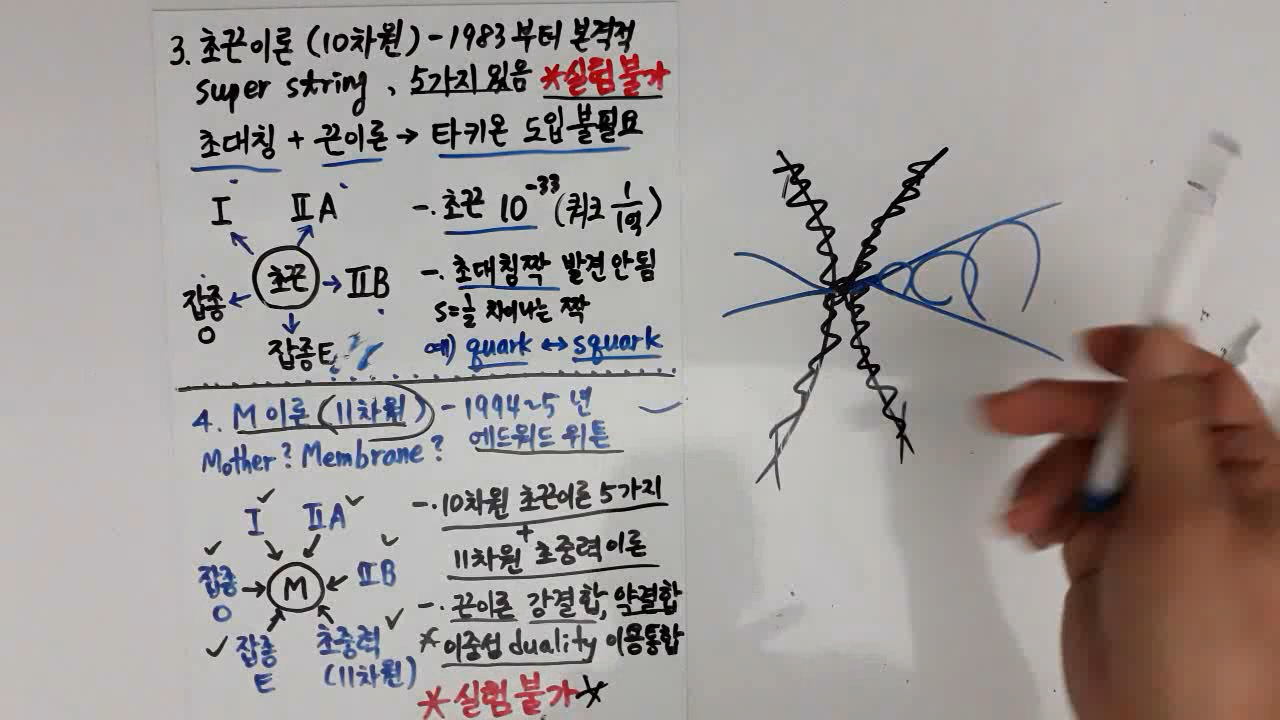 3. 초끈이론 (10차원) - 1983부터 본격적
super string, 5가지 있음 *실험불가
초대칭 + 끈이론 → 타키온 도입 불필요
I
IIA
초끈
IIB
잡종
O
잡종E
-. 초끈 10^-33 (쿼크 1/1억)
-. 초대칭짝 발견 안됨
S=1/2 차이나는 짝
예) quark ↔ squark
4. M 이론 (11차원) - 1994~5 년
에드워드 위튼
Mother? Membrane?
I
IIA
잡종
O
M
IIB
잡종
E
초중력
(11차원)
-. 10차원 초끈이론 5가지
+
11차원 초중력이론
-. 끈이론 강결합, 약결합
* 이중성 duality 이용통합
* 실험불가 *